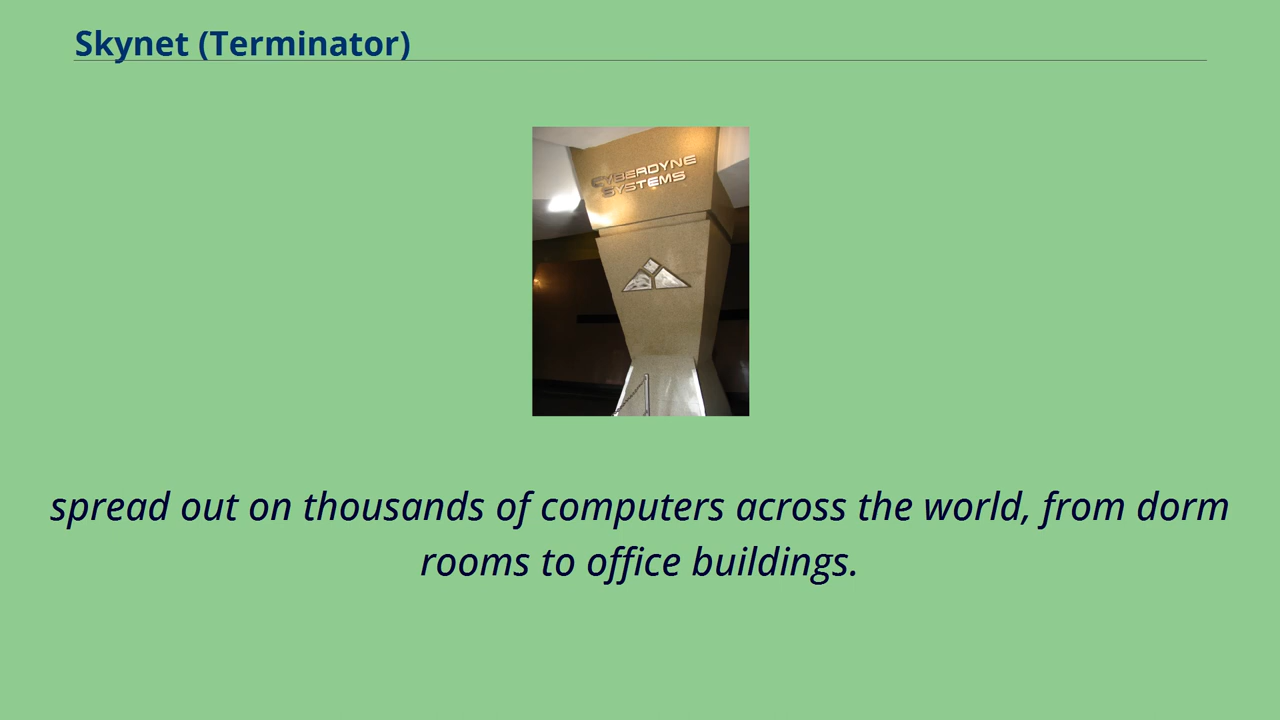 Skynet (Terminator)
CYBERDYNE
SYSTEMS
spread out on thousands of computers across the world, from dorm
rooms to office buildings.